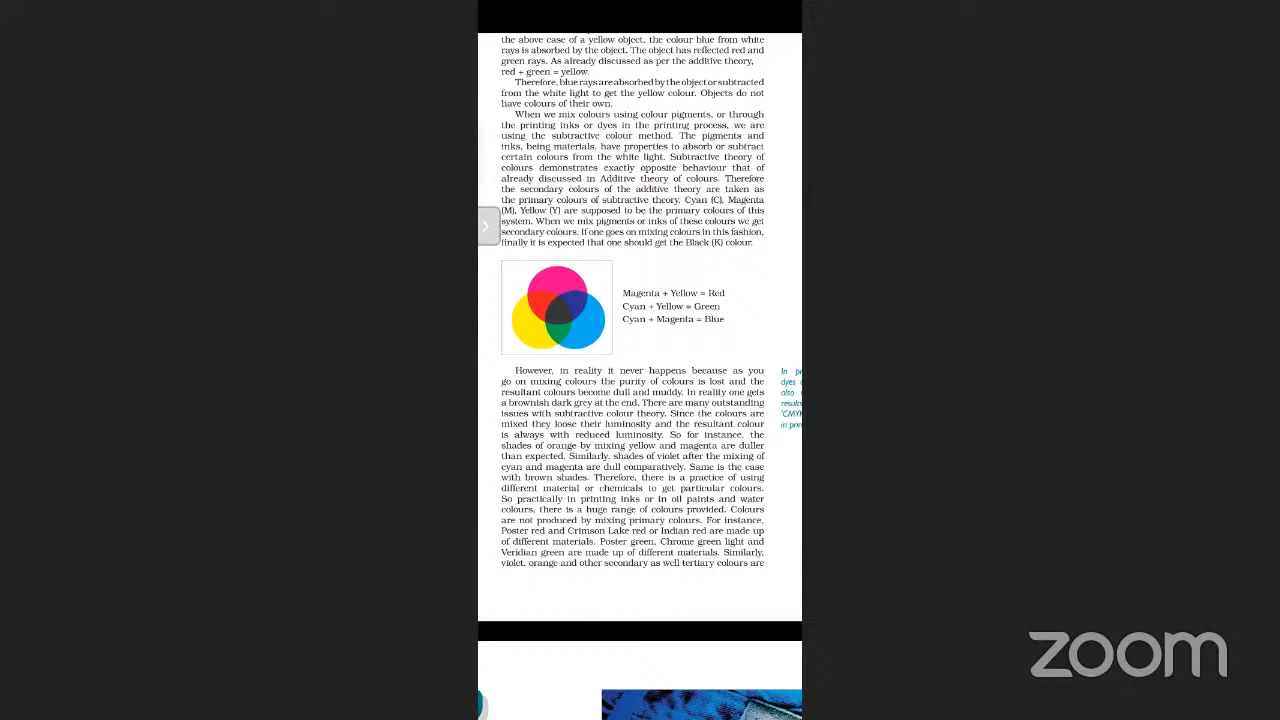 the above case of a yellow object, the colour blue from white
rays is absorbed by the object. The object has reflected red and
green rays. As already discussed as per the additive theory,
red + green = yellow.
Therefore, blue rays are absorbed by the object or subtracted
from the white light to get the yellow colour. Objects do not
have colours of their own.
When we mix colours using colour pigments, or through
the printing inks or dyes in the printing process, we are
using the subtractive colour method. The pigments and
inks, being materials, have properties to absorb or subtract
certain colours from the white light. Subtractive theory of
colours demonstrates exactly opposite behaviour that of
already discussed in Additive theory of colours. Therefore
the secondary colours of the additive theory are taken as
the primary colours of subtractive theory. Cyan (C), Magenta
(M), Yellow (Y) are supposed to be the primary colours of this
system. When we mix pigments or inks of these colours we get
secondary colours. If one goes on mixing colours in this fashion,
finally it is expected that one should get the Black (K) colour.
Magenta + Yellow = Red
Cyan + Yellow = Green
Cyan + Magenta = Blue
However, in reality it never happens because as you
go on mixing colours the purity of colours is lost and the
resultant colours become dull and muddy. In reality one gets
a brownish dark grey at the end. There are many outstanding
issues with subtractive colour theory. Since the colours are
mixed they loose their luminosity and the resultant colour
is always with reduced luminosity. So for instance, the
shades of orange by mixing yellow and magenta are duller
than expected. Similarly, shades of violet after the mixing of
cyan and magenta are dull comparatively. Same is the case
with brown shades. Therefore, there is a practice of using
different material or chemicals to get particular colours.
So practically in printing inks or in oil paints and water
colours, there is a huge range of colours provided. Colours
are not produced by mixing primary colours. For instance,
Poster red and Crimson Lake red or Indian red are made up
of different materials. Poster green, Chrome green light and
Veridian green are made up of different materials. Similarly,
violet, orange and other secondary as well tertiary colours are
In pr
dyes
also
results
'CMYK
in prin
zoom